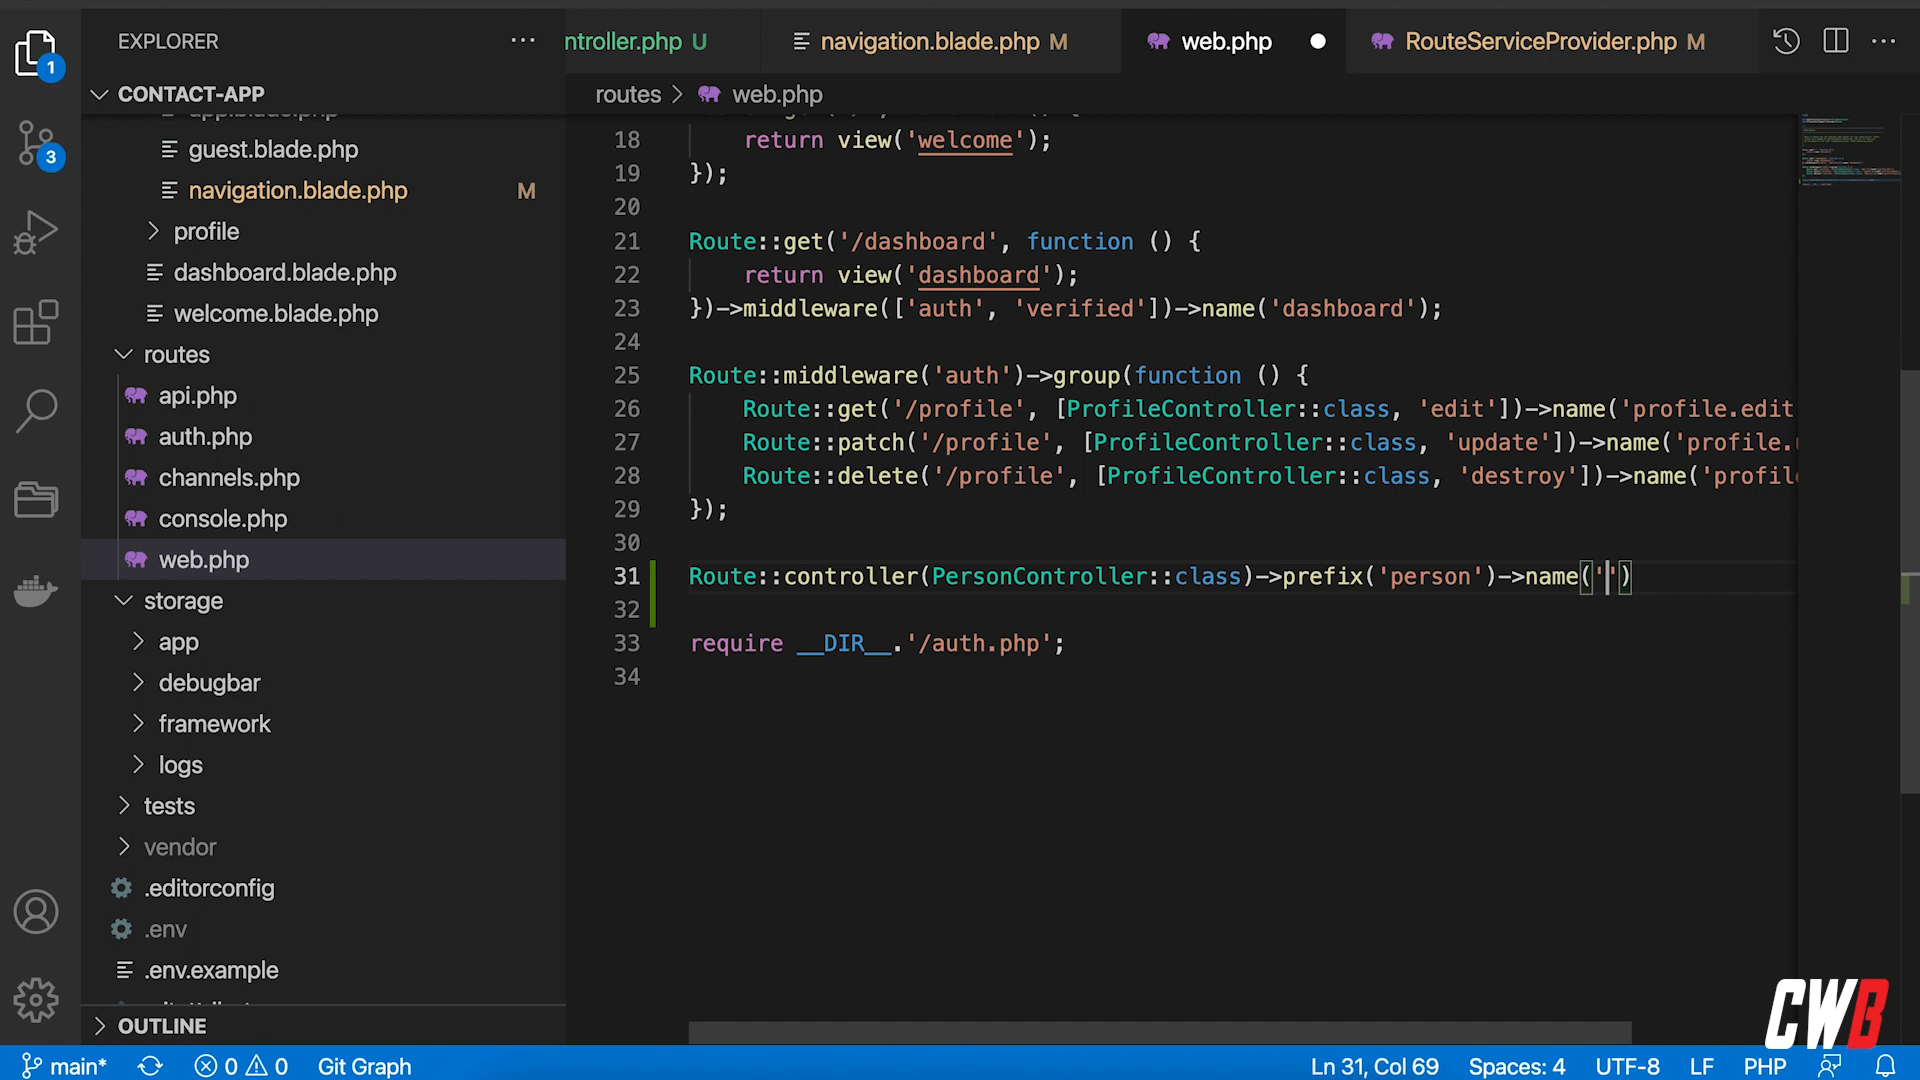 EXPLORER
ntroller.php U
navigation.blade.php M
web.php
RouteServiceProvider.php M
1
3
CONTACT-APP
guest.blade.php
navigation.blade.php M
profile
dashboard.blade.php
welcome.blade.php
routes
api.php
auth.php
channels.php
console.php
web.php
storage
app
debugbar
framework
logs
tests
vendor
.editorconfig
.env
.env.example
OUTLINE
routes > web.php
18 return view('welcome');
19 });
20
21 Route::get('/dashboard', function () {
22 return view('dashboard');
23 })->middleware(['auth', 'verified'])->name('dashboard');
24
25 Route::middleware('auth')->group(function () {
26 Route::get('/profile', [ProfileController::class, 'edit'])->name('profile.edit
27 Route::patch('/profile', [ProfileController::class, 'update'])->name('profile.
28 Route::delete('/profile', [ProfileController::class, 'destroy'])->name('profil
29 });
30
31 Route::controller(PersonController::class)->prefix('person')->name('')
32
33 require __DIR__.'/auth.php';
34
CWB
main* 0 0 Git Graph Ln 31, Col 69 Spaces: 4 UTF-8 LF PHP